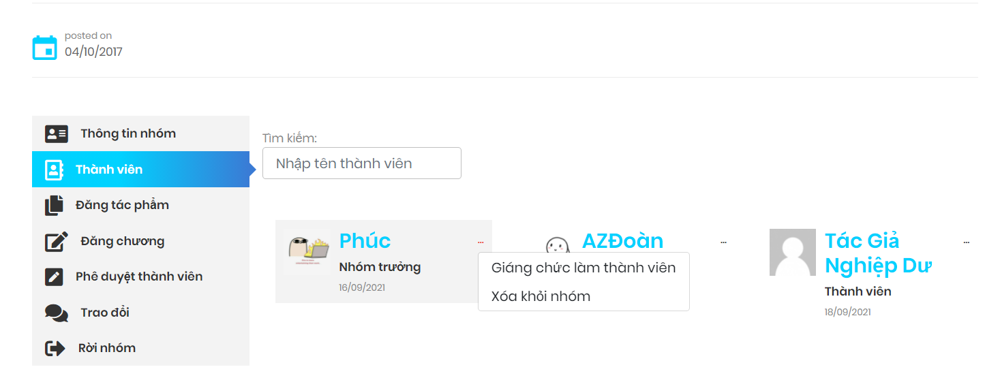 posted on
04/10/2017
Thông tin nhóm
Thành viên
Đăng tác phẩm
Đăng chương
Phê duyệt thành viên
Trao đổi
Rời nhóm
Tìm kiếm:
Nhập tên thành viên
Phúc
...
Nhóm trưởng
16/09/2021
Giáng chức làm thành viên
Xóa khỏi nhóm
AZĐoàn
...
Tác Giả
Nghiệp Dư
...
Thành viên
18/09/2021